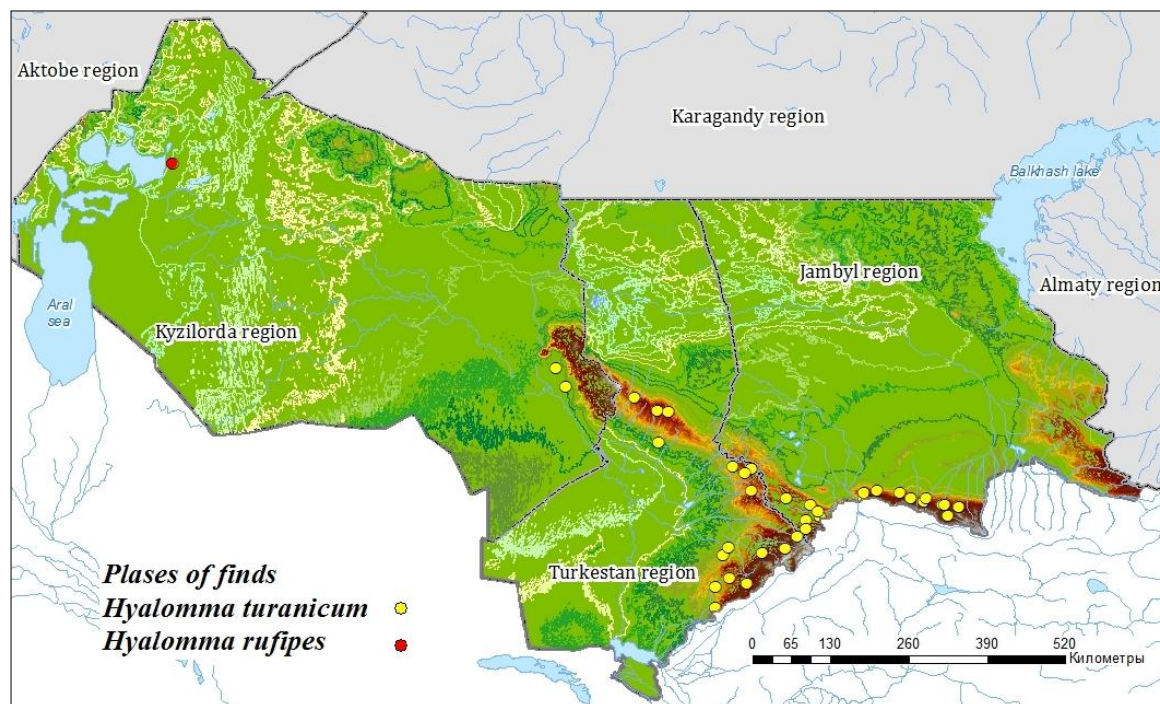 Aktobe region
Karagandy region
Balkhash lake
Jambyl region
Almaty region
Aral
sea
Kyzilorda region
Turkestan region
Plases of finds
Hyalomma turanicum
Hyalomma rufipes
0 65 130 260 390 520
Километры